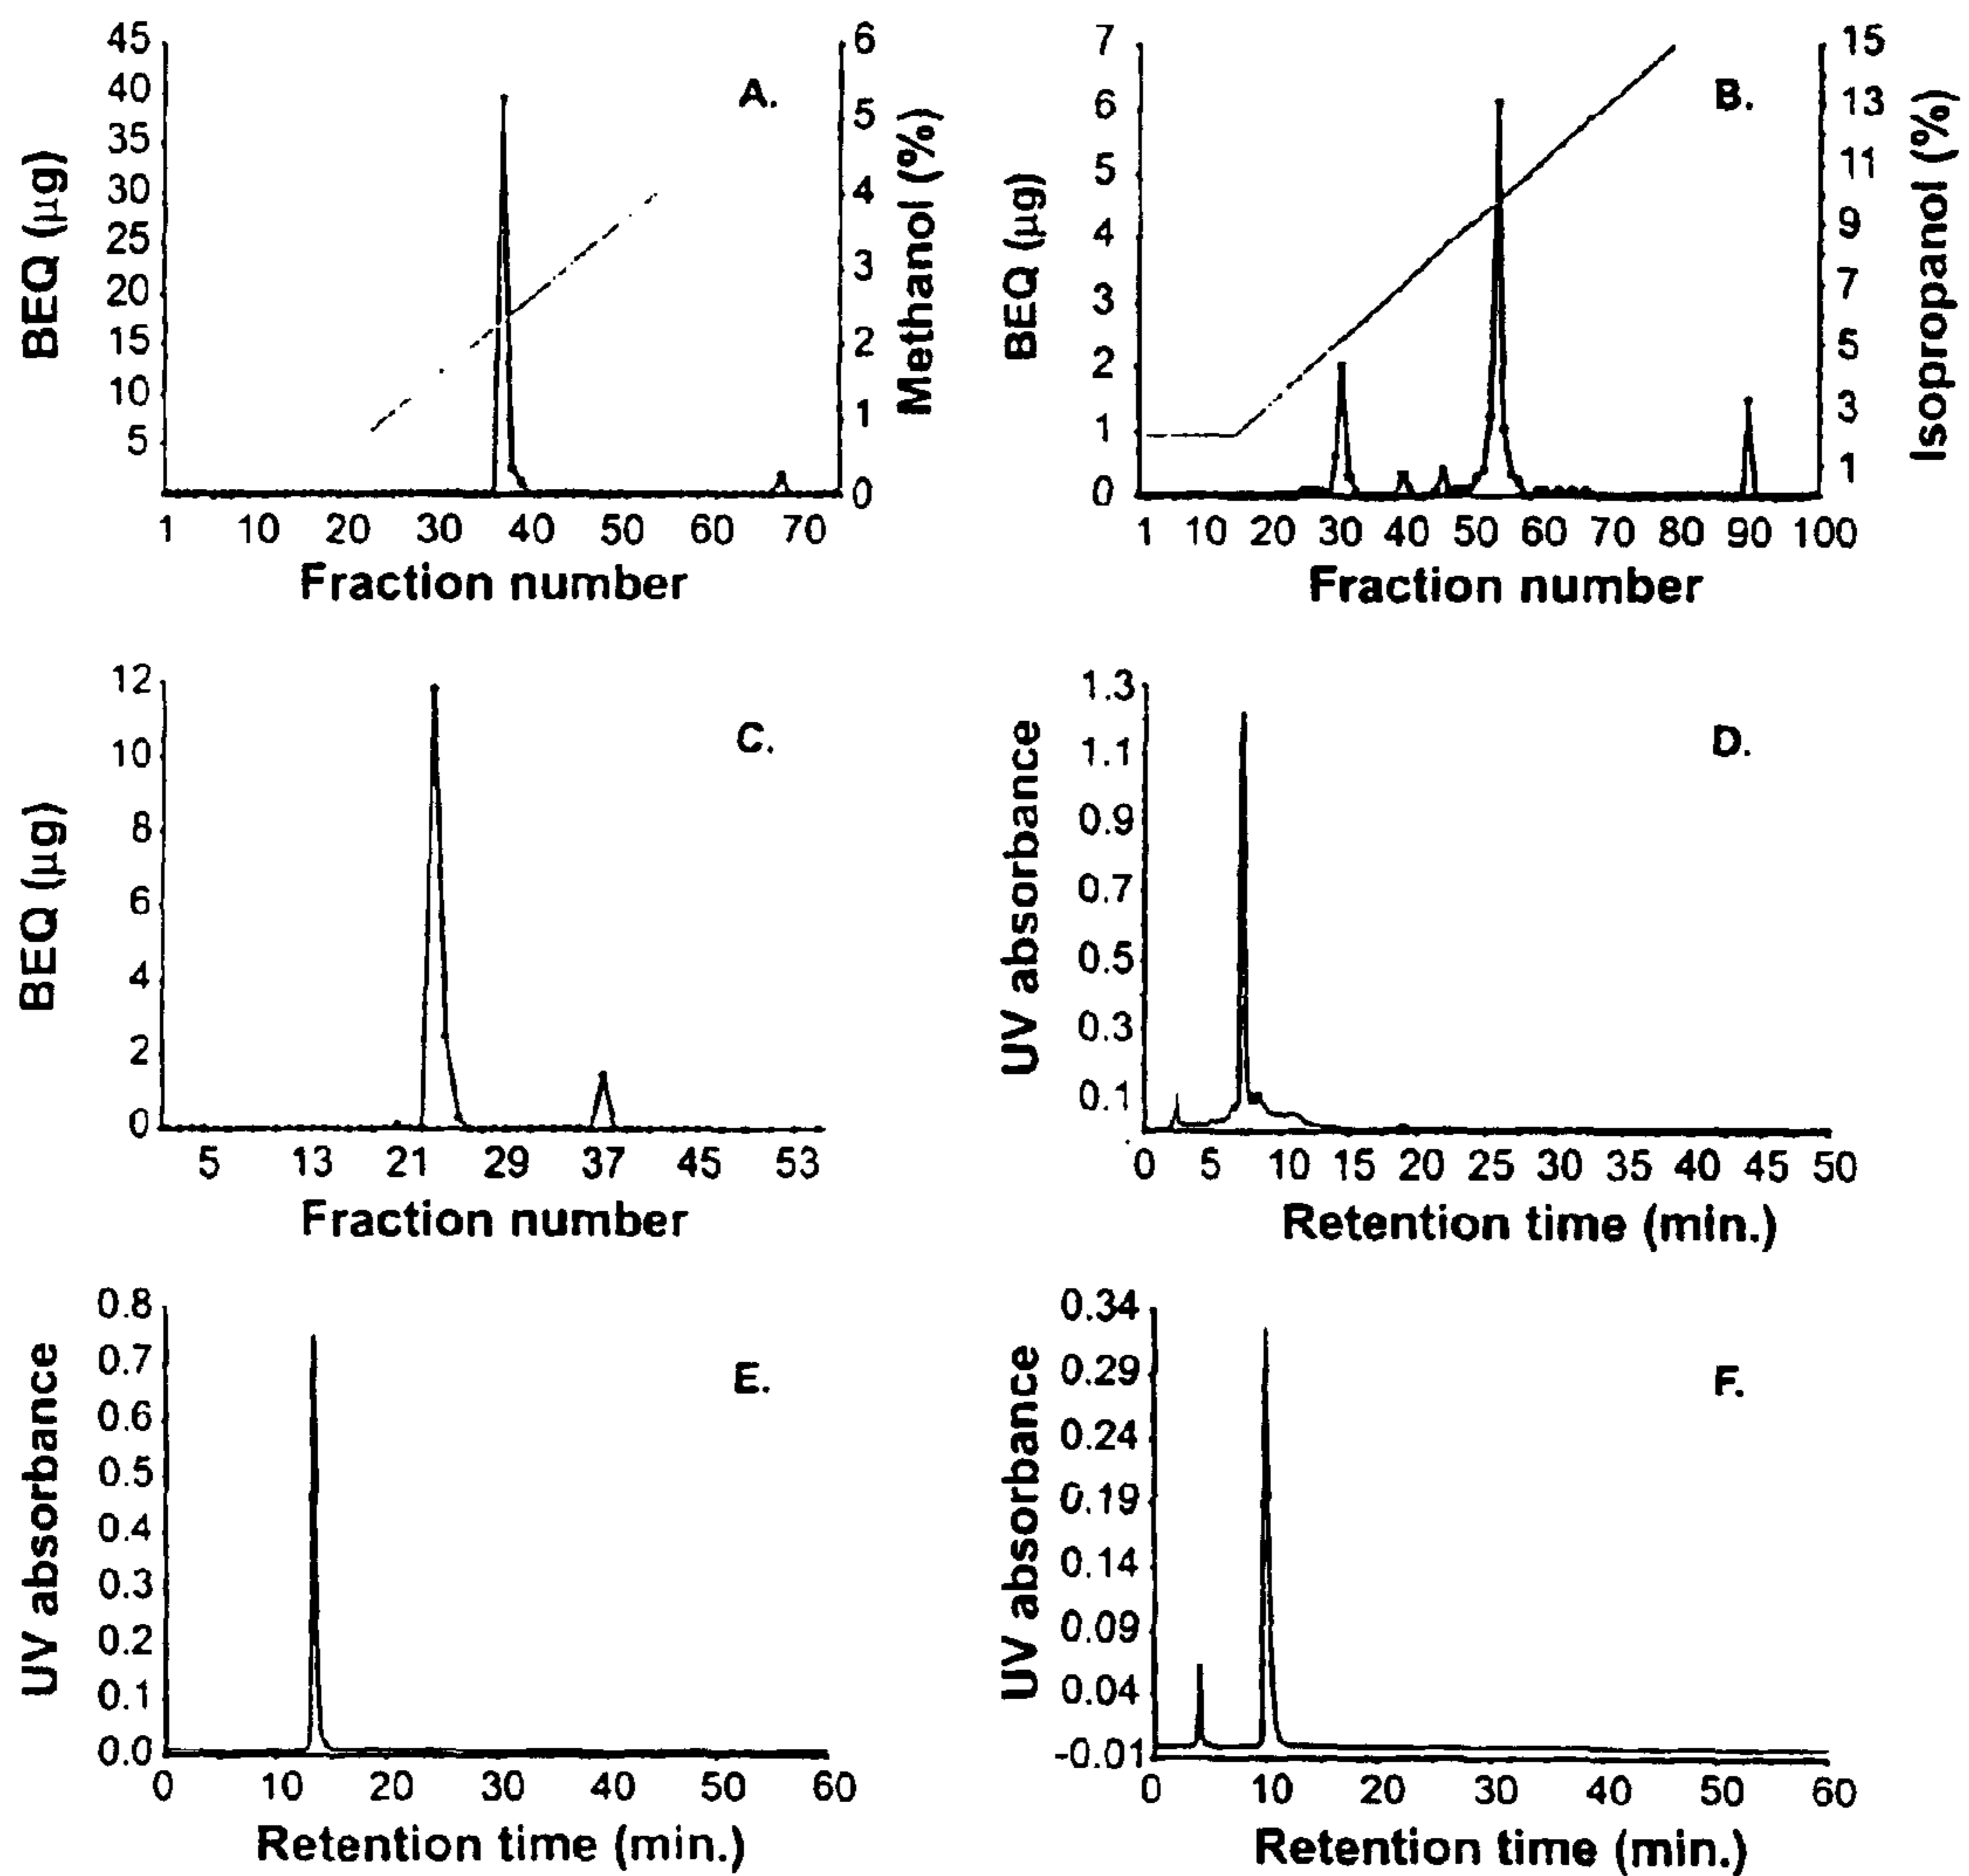 45
40
35
30
25
20
15
10
5
BEQ (µg)
6
5
4
3
2
1
0
Methanol (%)
A.
1 10 20 30 40 50 60 70
Fraction number
7
6
5
4
3
2
1
0
BEQ (µg)
15
13
11
9
7
5
3
1
Isopropanol (%)
B.
1 10 20 30 40 50 60 70 80 90 100
Fraction number
12
10
8
6
4
2
0
BEQ (µg)
C.
5 13 21 29 37 45 53
Fraction number
1.3
1.1
0.9
0.7
0.5
0.3
0.1
UV absorbance
D.
0 5 10 15 20 25 30 35 40 45 50
Retention time (min.)
0.8
0.7
0.6
0.5
0.4
0.3
0.2
0.1
0.0
UV absorbance
E.
0 10 20 30 40 50 60
Retention time (min.)
0.34
0.29
0.24
0.19
0.14
0.09
0.04
-0.01
UV absorbance
F.
0 10 20 30 40 50 60
Retention time (min.)